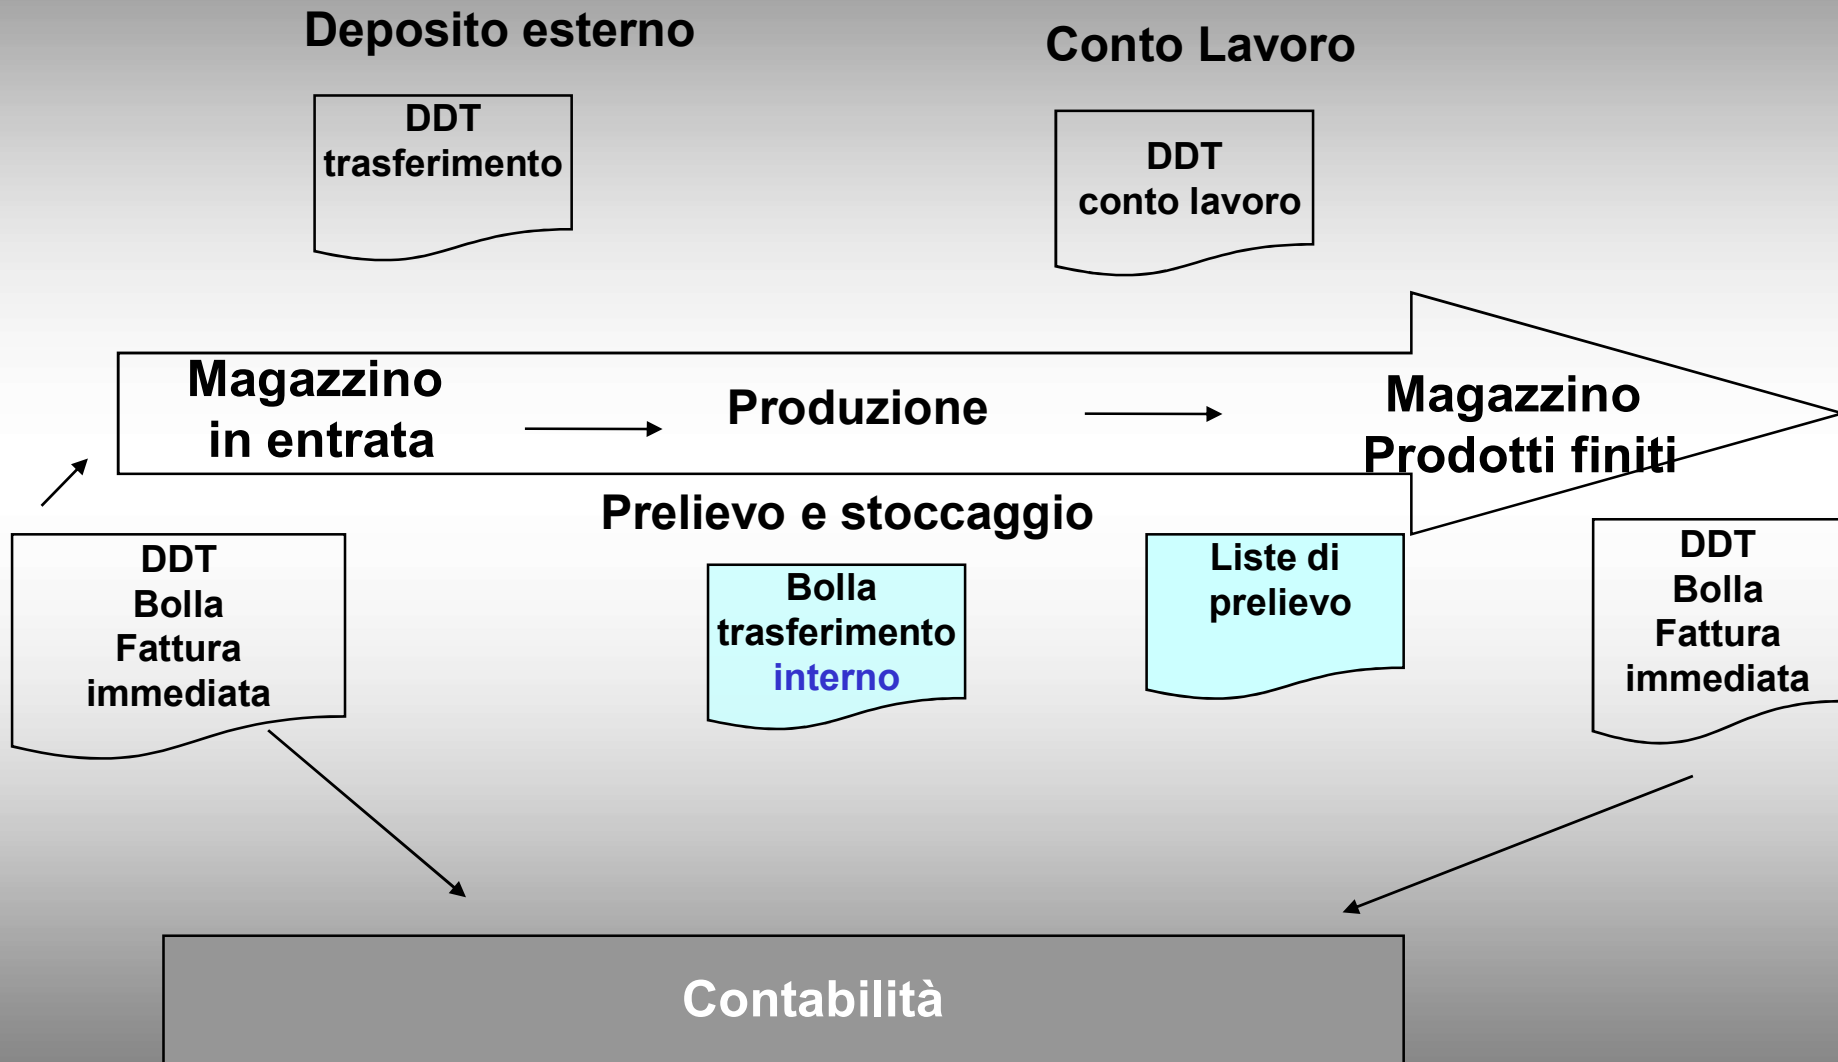 Deposito esterno
Conto Lavoro
DDT
trasferimento
DDT
conto lavoro
Magazzino
in entrata
Produzione
Magazzino
Prodotti finiti
Prelievo e stoccaggio
DDT
Bolla
Fattura
immediata
Bolla
trasferimento
interno
Liste di
prelievo
DDT
Bolla
Fattura
immediata
Contabilità